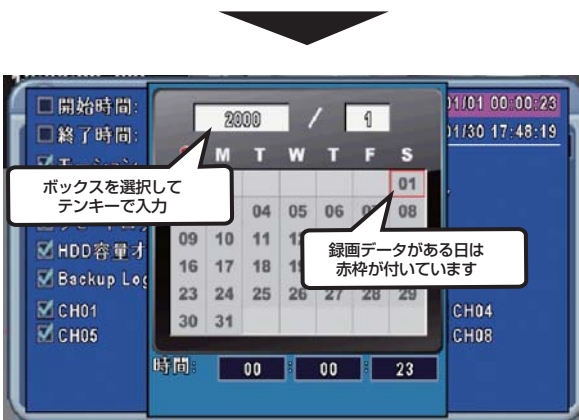 開始時間: 01/01 00:00:23
終了時間: 01/30 17:48:19
2000 / 1
M T W T F S
ボックスを選択して
テンキーで入力
01
04 05 06 07 08
録画データがある日は
赤枠が付いています
09 10 11
16 17 18
23 24 25 26 27 28 29
30 31
HDD容量オ
Backup Log
CH01 CH04
CH05 CH08
時間: 00 : 00 : 23